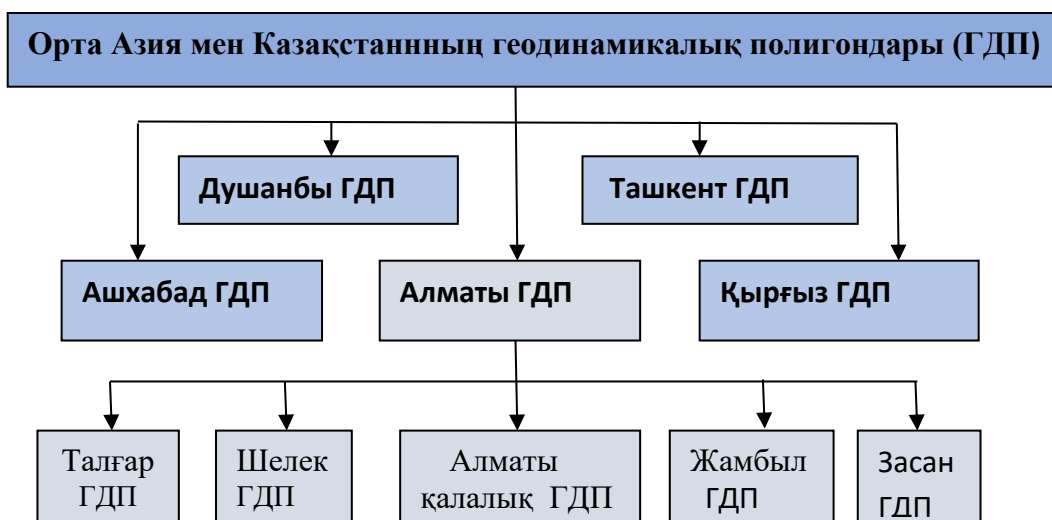 Орта Азия мен Казақстаннның геодинамикалық полигондары (ГДП)
Душанбы ГДП
Ташкент ГДП
Ашхабад ГДП
Алматы ГДП
Қырғыз ГДП
Талғар
ГДП
Шелек
ГДП
Алматы
қалалық ГДП
Жамбыл
ГДП
Засан
ГДП